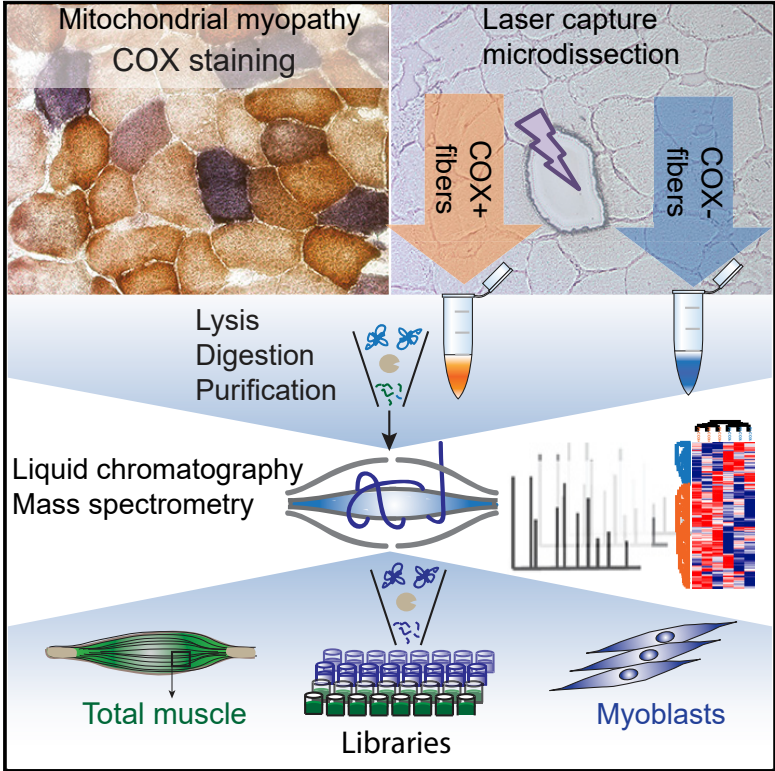 Mitochondrial myopathy
COX staining
Laser capture
microdissection
COX+
fibers
COX-
fibers
Lysis
Digestion
Purification
Liquid chromatography
Mass spectrometry
Total muscle
Libraries
Myoblasts